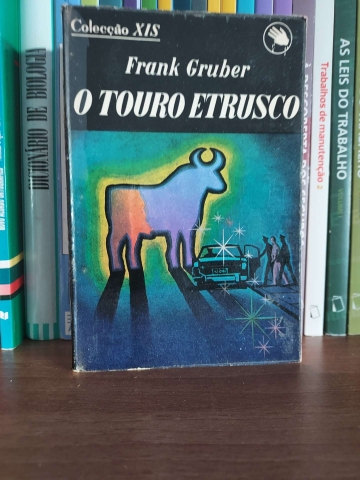 Colecção XIS
Frank Gruber
O TOURO ETRUSCO
DICIONÁRIO DE BIOLOGIA
Trabalhos de manutenção 2
AS LEIS DO TRABALHO